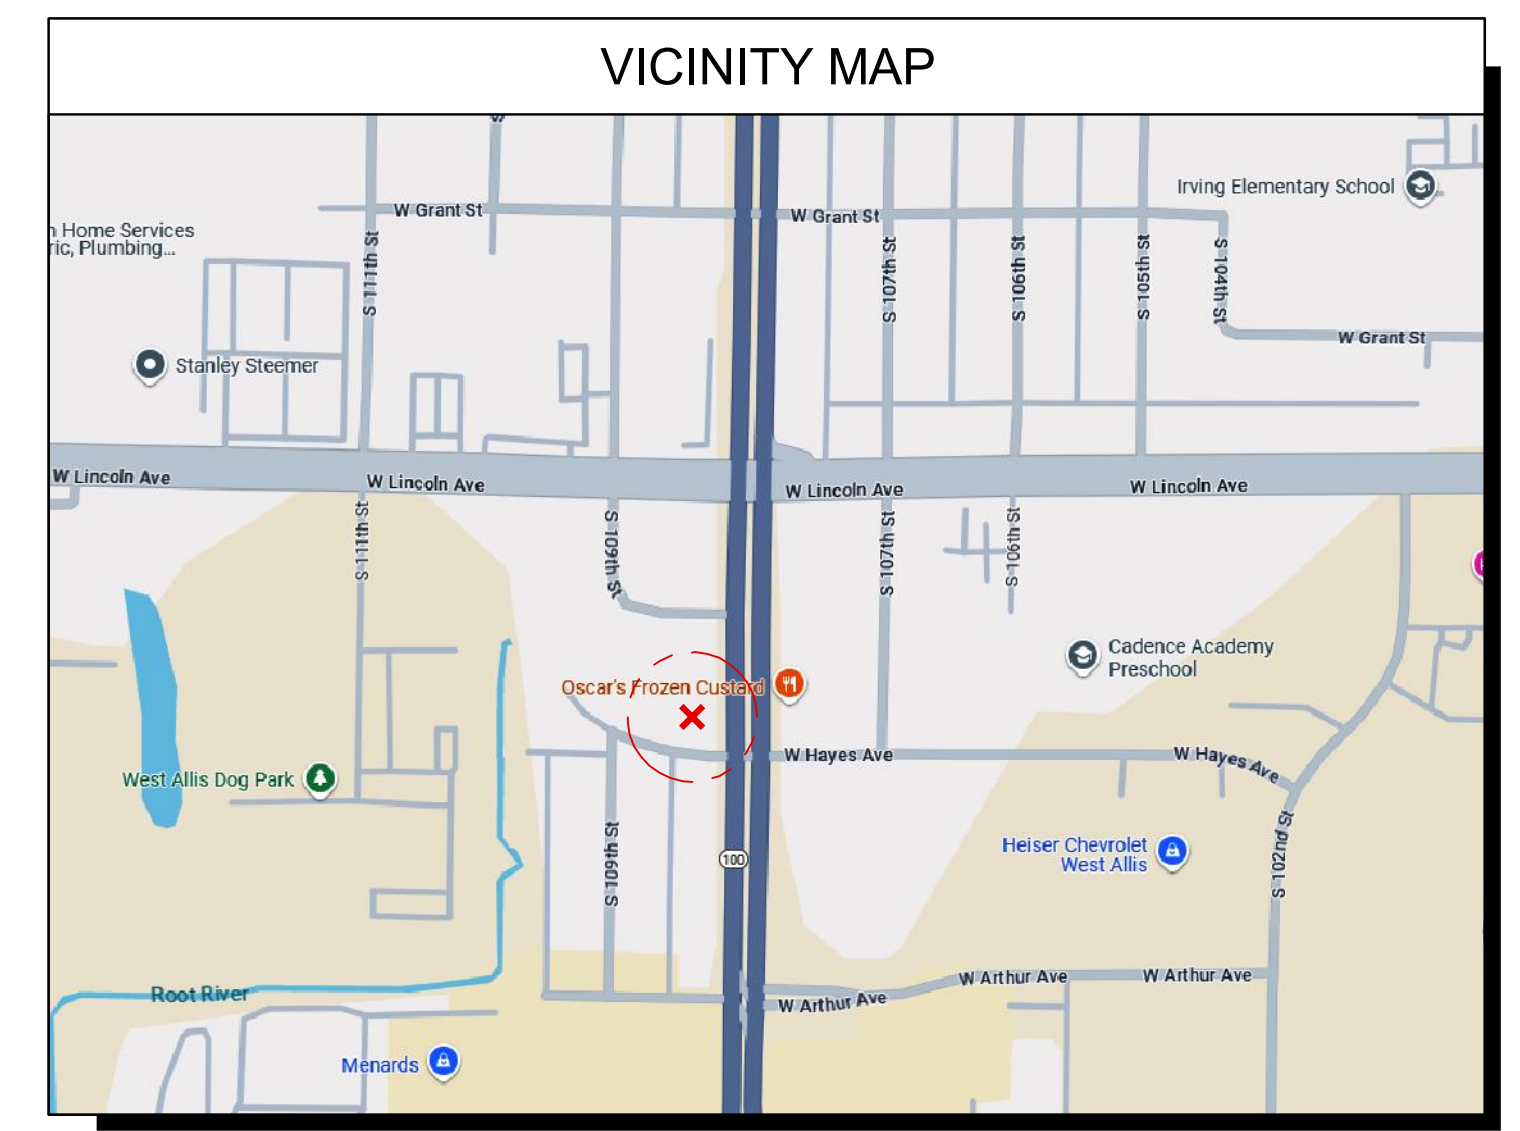 VICINITY MAP
Irving Elementary School
W Grant St
W Grant St
Home Services
ric, Plumbing...
S 111th St
S 107th St
S 106th St
S 105th St
S 104th St
W Grant St
Stanley Steemer
W Lincoln Ave
W Lincoln Ave
W Lincoln Ave
W Lincoln Ave
S 111th St
S 109th St
S 107th St
S 106th St
Cadence Academy
Preschool
Oscar's Frozen Custard
W Hayes Ave
W Hayes Ave
West Allis Dog Park
S 109th St
100
Heiser Chevrolet
West Allis
S 102nd St
W Arthur Ave
W Arthur Ave
W Arthur Ave
Root River
Menards